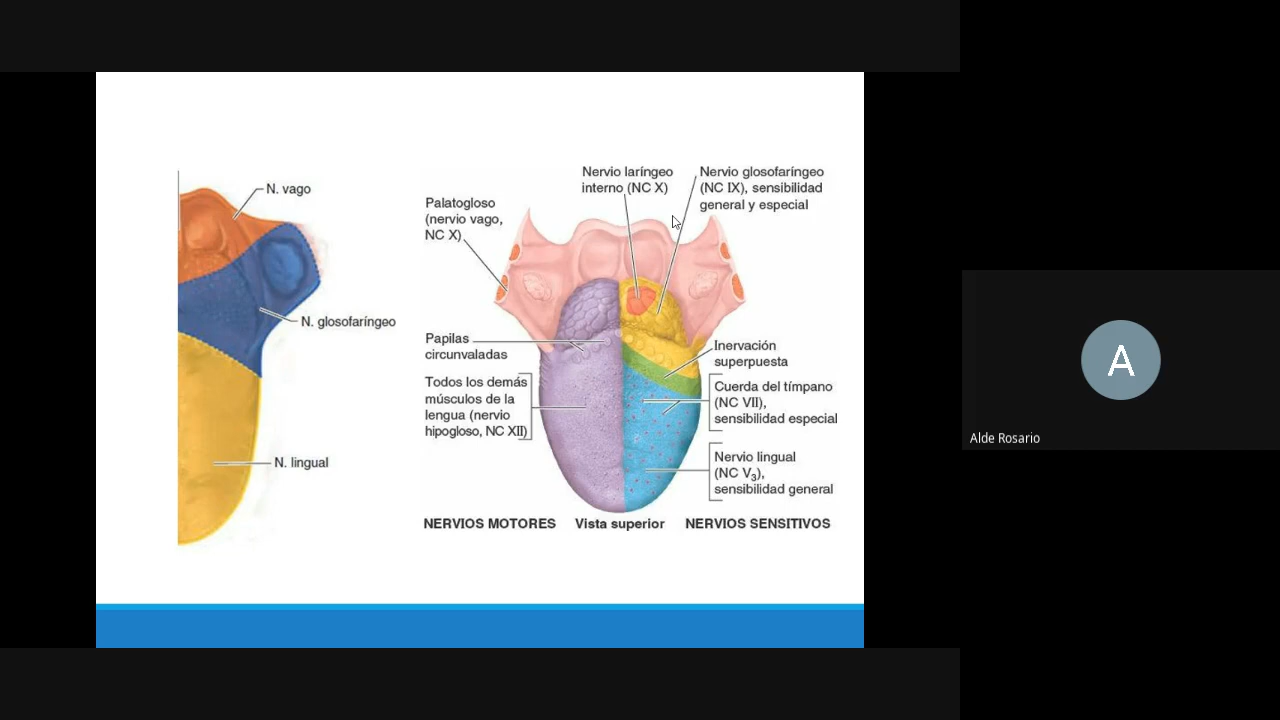 N. vago
N. glosofaríngeo
N. lingual
Palatogloso
(nervio vago,
NC X)
Nervio laríngeo
interno (NC X)
Nervio glosofaríngeo
(NC IX), sensibilidad
general y especial
Papilas
circunvaladas
Todos los demás
músculos de la
lengua (nervio
hipogloso, NC XII)
Inervación
superpuesta
Cuerda del tímpano
(NC VII),
sensibilidad especial
Nervio lingual
(NC V₃),
sensibilidad general
NERVIOS MOTORES
Vista superior
NERVIOS SENSITIVOS
A
Alde Rosario